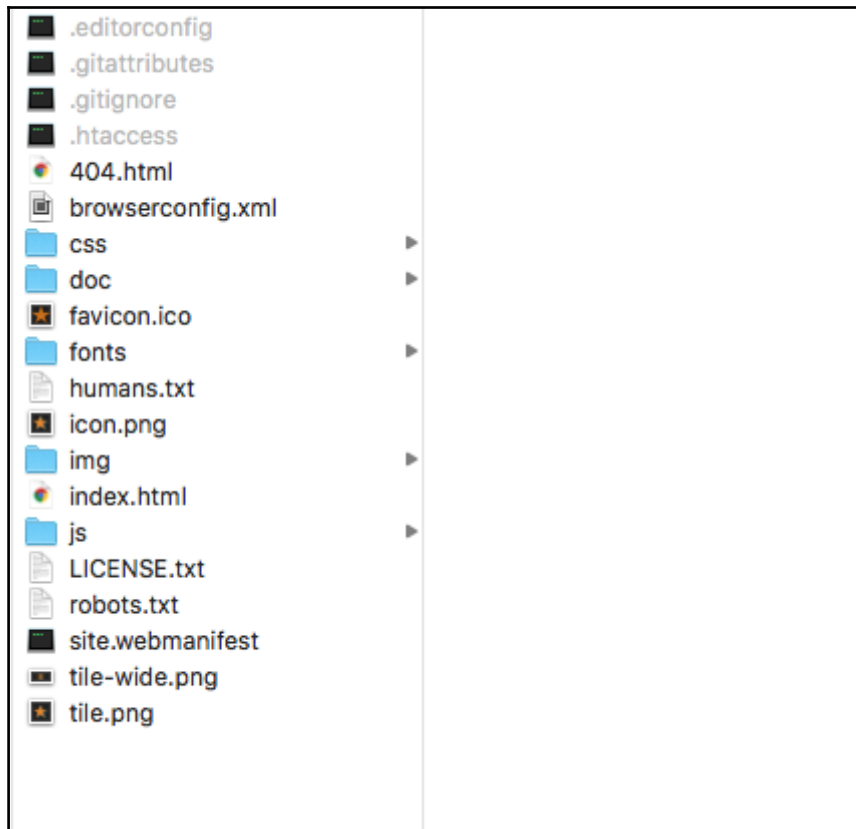 .editorconfig
.gitattributes
.gitignore
.htaccess
404.html
browserconfig.xml
css
doc
favicon.ico
fonts
humans.txt
icon.png
img
index.html
js
LICENSE.txt
robots.txt
site.webmanifest
tile-wide.png
tile.png